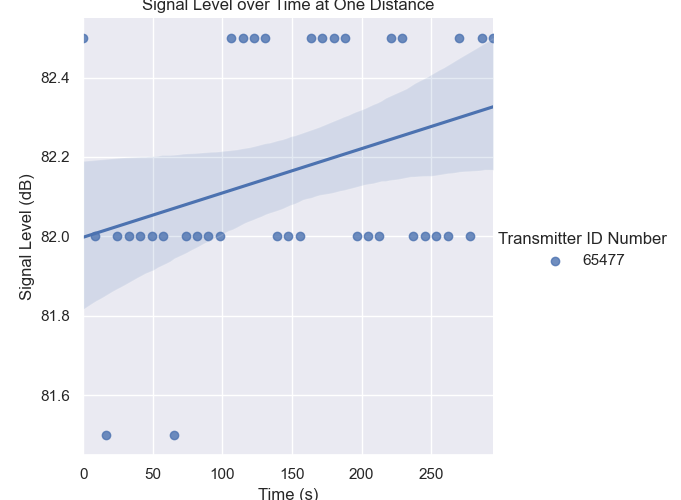 Signal Level over Time at One Distance
82.4
82.2
82.0
81.8
81.6
Signal Level (dB)
0 50 100 150 200 250
Time (s)
Transmitter ID Number
65477